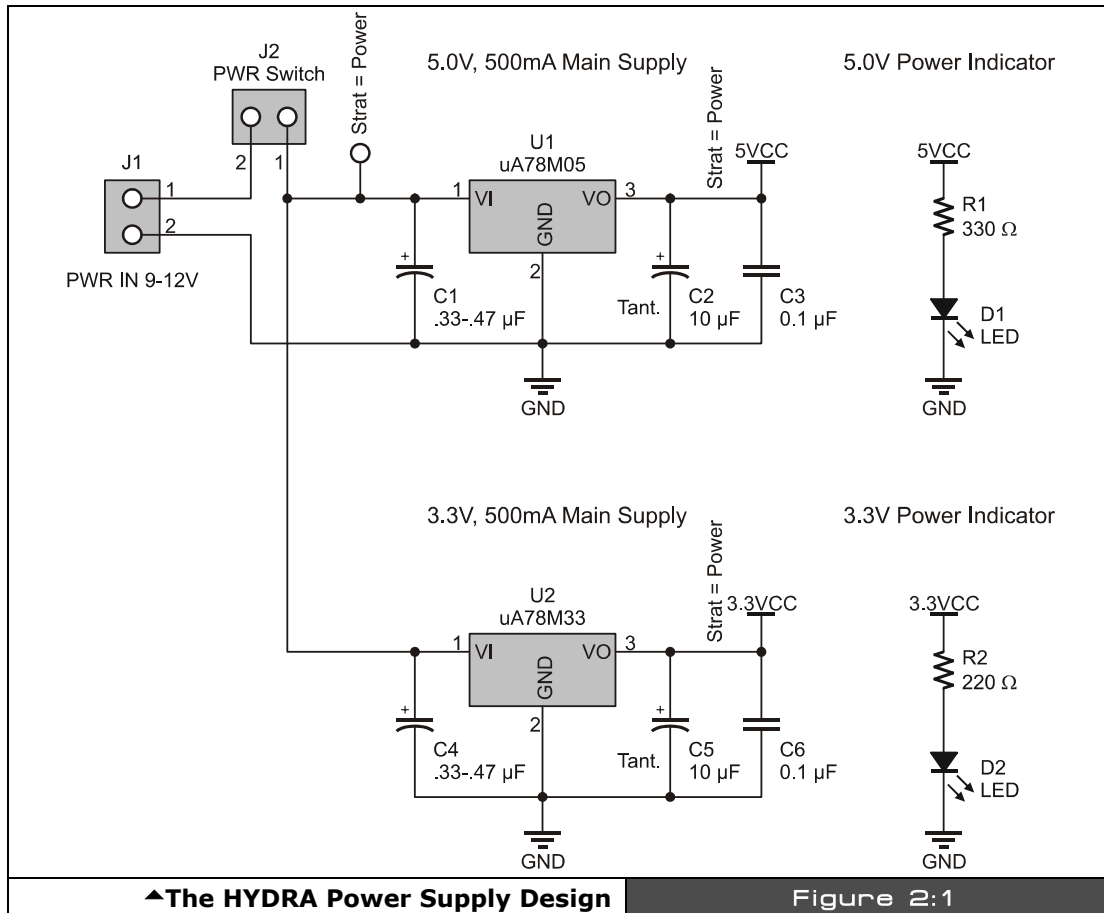 J2
PWR Switch
2
1
J1
1
2
PWR IN 9-12V
Strat = Power
5.0V, 500mA Main Supply
U1
uA78M05
1
VI
VO
3
GND
2
Strat = Power
5VCC
+
C1
.33-.47 µF
+
Tant.
C2
10 µF
C3
0.1 µF
GND
5.0V Power Indicator
5VCC
R1
330 Ω
D1
LED
GND
3.3V, 500mA Main Supply
U2
uA78M33
1
VI
VO
3
GND
2
Strat = Power
3.3VCC
+
C4
.33-.47 µF
+
Tant.
C5
10 µF
C6
0.1 µF
GND
3.3V Power Indicator
3.3VCC
R2
220 Ω
D2
LED
GND
The HYDRA Power Supply Design
Figure 2:1